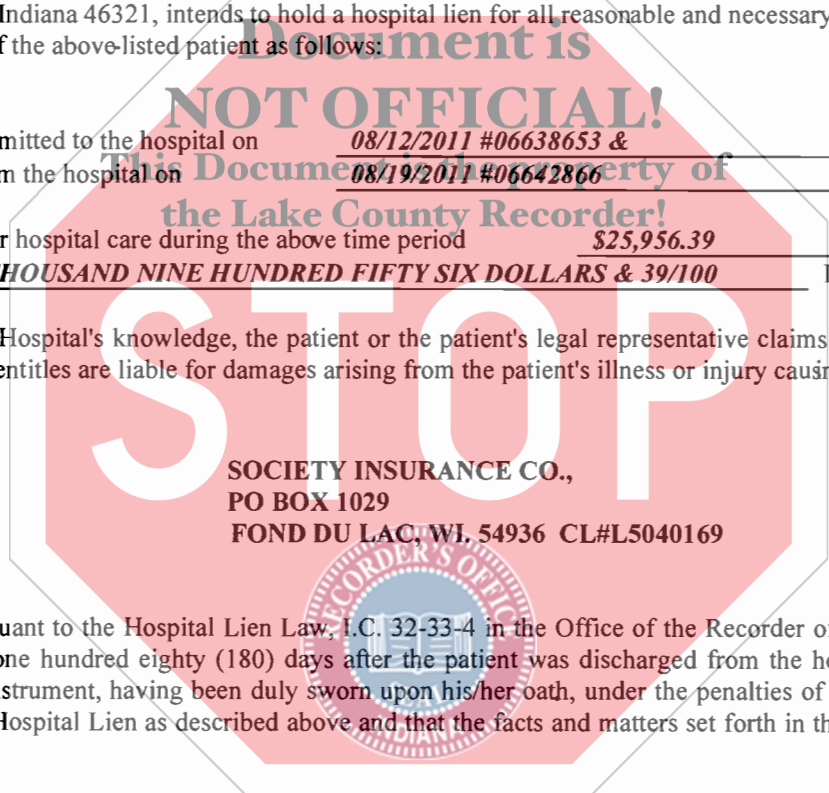 Indiana 46321, intends to hold a hospital lien for all reasonable and necessary
f the above-listed patient as follows:
Document is
NOT OFFICIAL!
mitted to the hospital on 08/12/2011 #06638653 &
This Document is the property of
m the hospital on 08/19/2011 #06642866
the Lake County Recorder!
r hospital care during the above time period $25,956.39
HOUSAND NINE HUNDRED FIFTY SIX DOLLARS & 39/100
Hospital's knowledge, the patient or the patient's legal representative claims
entitles are liable for damages arising from the patient's illness or injury causin
STOP
SOCIETY INSURANCE CO.,
PO BOX 1029
FOND DU LAC, WI. 54936 CL#L5040169
RECORDER'S OFFICE
uant to the Hospital Lien Law, I.C. 32-33-4 in the Office of the Recorder o
one hundred eighty (180) days after the patient was discharged from the ho
strument, having been duly sworn upon his/her oath, under the penalties of
SEAL
Hospital Lien as described above and that the facts and matters set forth in th
INDIANA